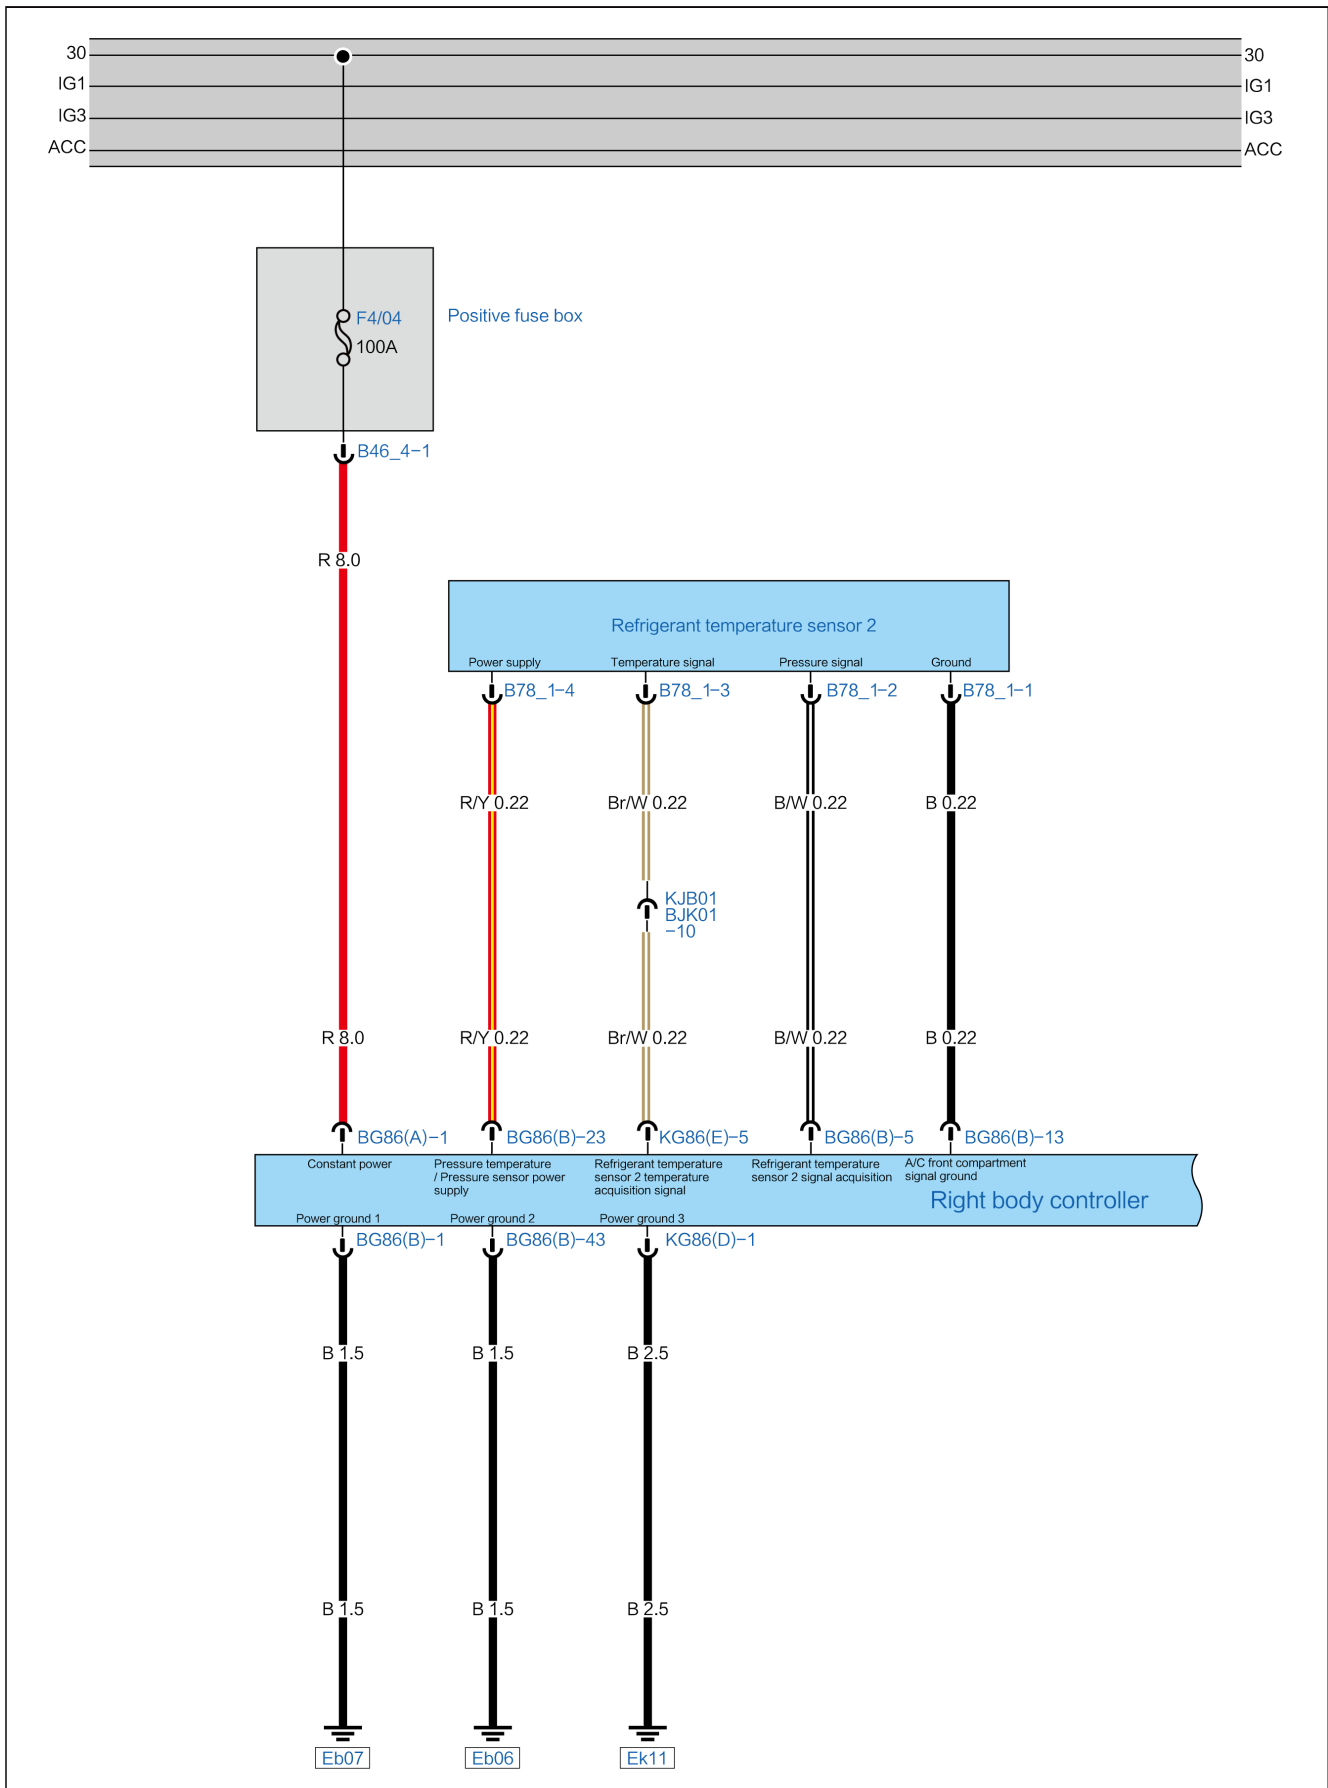 30
30
IG1
IG1
IG3
IG3
ACC
ACC
F4/04
100A
Positive fuse box
B46_4-1
R 8.0
Refrigerant temperature sensor 2
Power supply
Temperature signal
Pressure signal
Ground
B78_1-4
B78_1-3
B78_1-2
B78_1-1
R/Y 0.22
Br/W 0.22
B/W 0.22
B 0.22
KJB01
BJK01
-10
R 8.0
R/Y 0.22
Br/W 0.22
B/W 0.22
B 0.22
BG86(A)-1
BG86(B)-23
KG86(E)-5
BG86(B)-5
BG86(B)-13
Constant power
Pressure temperature
/ Pressure sensor power
supply
Refrigerant temperature
sensor 2 temperature
acquisition signal
Refrigerant temperature
sensor 2 signal acquisition
A/C front compartment
signal ground
Right body controller
Power ground 1
Power ground 2
Power ground 3
BG86(B)-1
BG86(B)-43
KG86(D)-1
B 1.5
B 1.5
B 2.5
B 1.5
B 1.5
B 2.5
Eb07
Eb06
Ek11